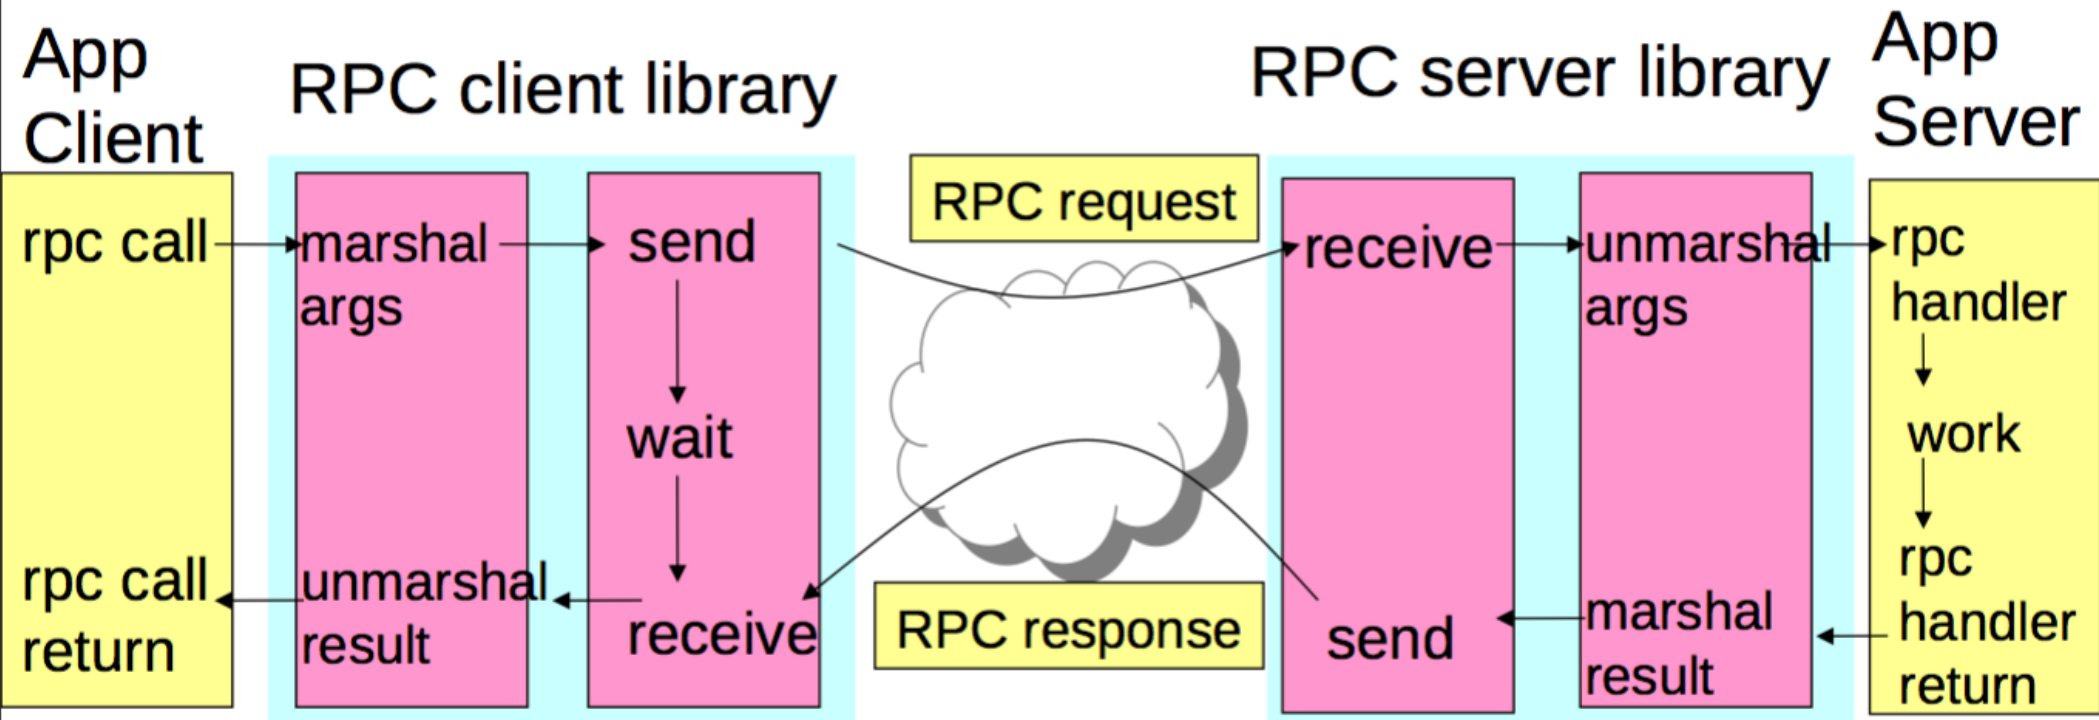 App
Client
RPC client library
RPC server library
App
Server
rpc call
marshal
args
send
wait
receive
unmarshal
result
rpc call
return
RPC request
RPC response
receive
unmarshal
args
rpc
handler
work
rpc
handler
return
marshal
result
send